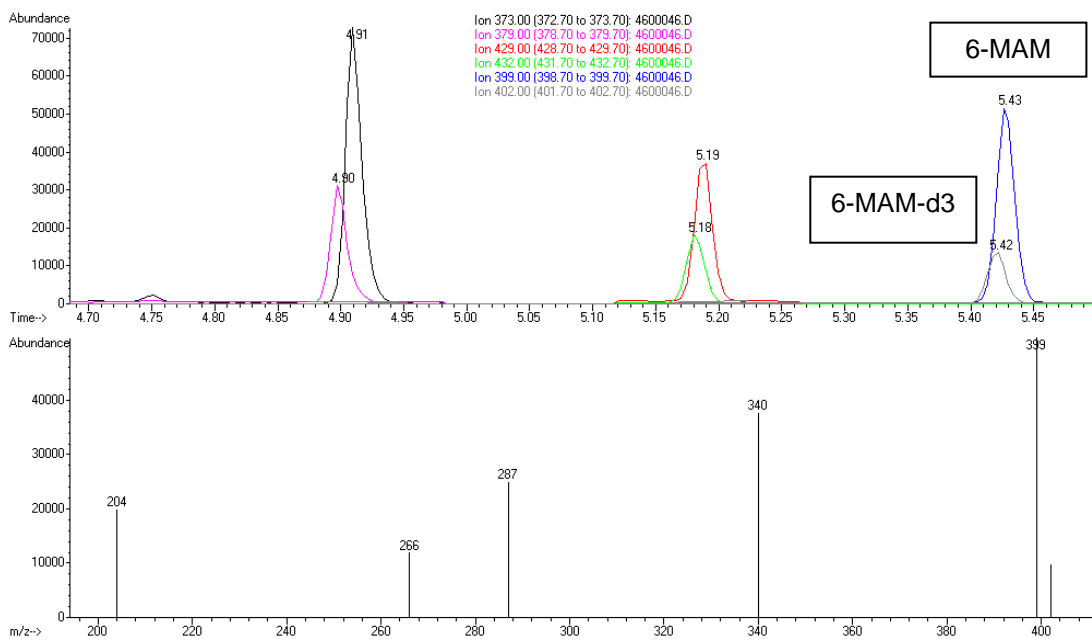 Abundance
70000
60000
50000
40000
30000
20000
10000
0
Ion 373.00 (372.70 to 373.70): 4600046.D
Ion 379.00 (378.70 to 379.70): 4600046.D
Ion 429.00 (428.70 to 429.70): 4600046.D
Ion 432.00 (431.70 to 432.70): 4600046.D
Ion 399.00 (398.70 to 399.70): 4600046.D
Ion 402.00 (401.70 to 402.70): 4600046.D
6-MAM
6-MAM-d3
4.91
4.90
5.19
5.18
5.43
5.42
4.70 4.75 4.80 4.85 4.90 4.95 5.00 5.05 5.10 5.15 5.20 5.25 5.30 5.35 5.40 5.45
Time-->
Abundance
40000
30000
20000
10000
0
204
266
287
340
399
200 220 240 260 280 300 320 340 360 380 400
m/z-->